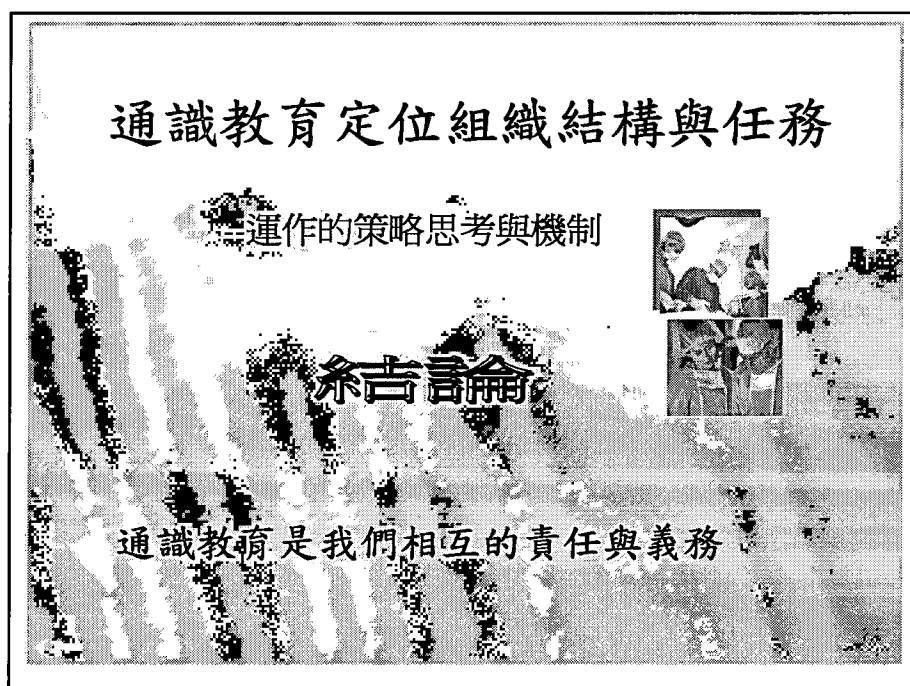 通識教育定位組織結構與任務
運作的策略思考與機制
結論
通識教育是我們相互的責任與義務